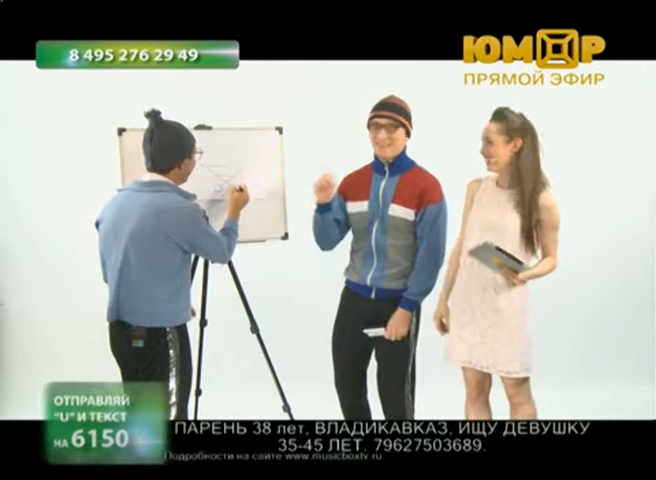 8 495 276 29 49
ЮМОР
ПРЯМОЙ ЭФИР
ОТПРАВЛЯЙ
"U" И ТЕКСТ
НА 6150
ПАРЕНЬ 38 лет, ВЛАДИКАВКАЗ, ИЩУ ДЕВУШКУ
35-45 ЛЕТ, 79627503689.
Подробности на сайте www.musicboxtv.ru